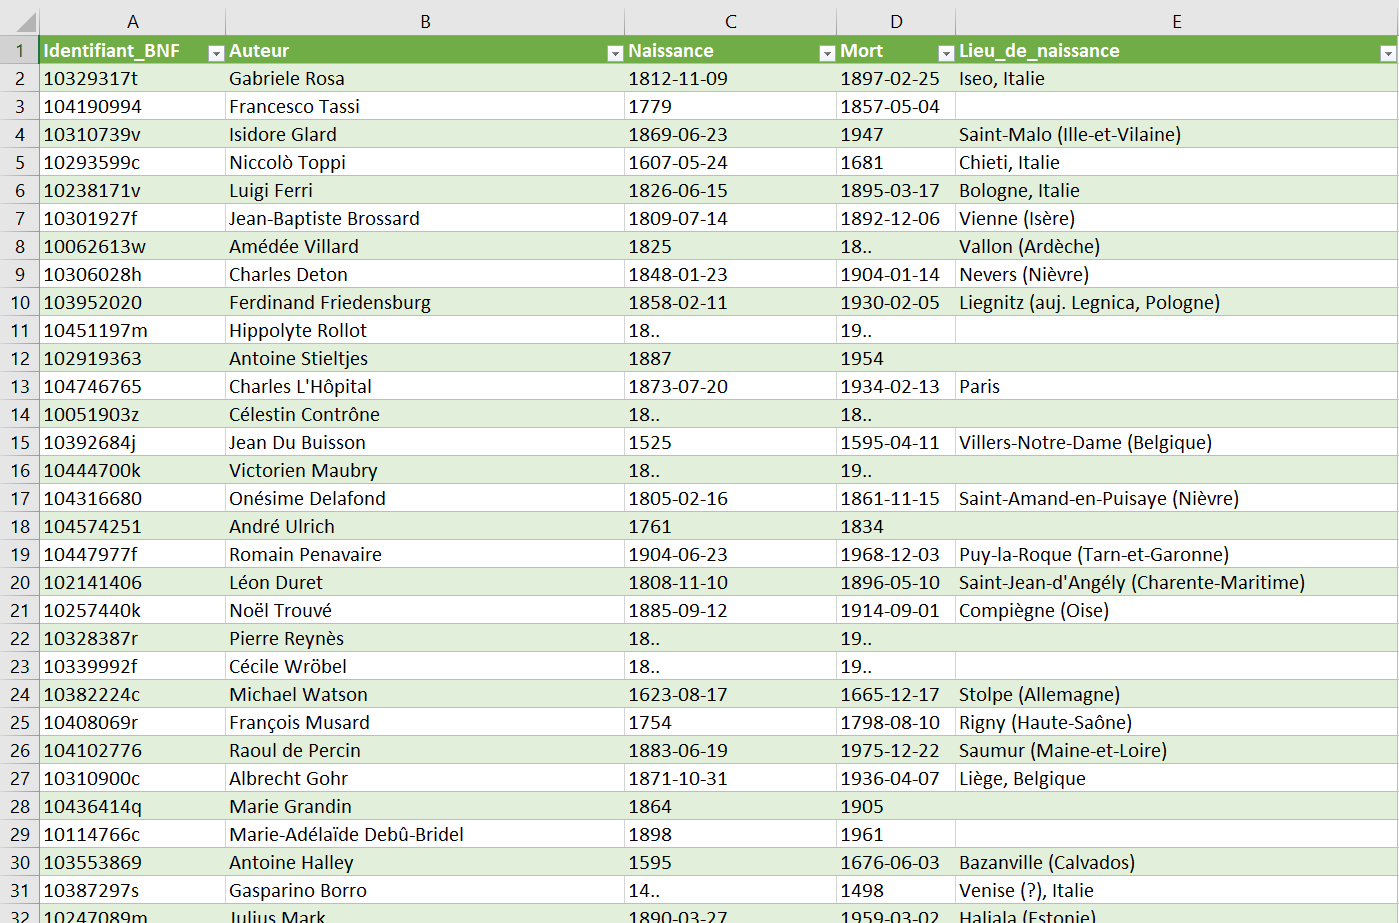 A B C D E
1 Identifiant_BNF Auteur Naissance Mort Lieu_de_naissance
2 10329317t Gabriele Rosa 1812-11-09 1897-02-25 Iseo, Italie
3 104190994 Francesco Tassi 1779 1857-05-04
4 10310739v Isidore Glard 1869-06-23 1947 Saint-Malo (Ille-et-Vilaine)
5 10293599c Niccolò Toppi 1607-05-24 1681 Chieti, Italie
6 10238171v Luigi Ferri 1826-06-15 1895-03-17 Bologne, Italie
7 10301927f Jean-Baptiste Brossard 1809-07-14 1892-12-06 Vienne (Isère)
8 10062613w Amédée Villard 1825 18.. Vallon (Ardèche)
9 10306028h Charles Deton 1848-01-23 1904-01-14 Nevers (Nièvre)
10 103952020 Ferdinand Friedensburg 1858-02-11 1930-02-05 Liegnitz (auj. Legnica, Pologne)
11 10451197m Hippolyte Rollot 18.. 19..
12 102919363 Antoine Stieltjes 1887 1954
13 104746765 Charles L'Hôpital 1873-07-20 1934-02-13 Paris
14 10051903z Célestin Contrône 18.. 18..
15 10392684j Jean Du Buisson 1525 1595-04-11 Villers-Notre-Dame (Belgique)
16 10444700k Victorien Maubry 18.. 19..
17 104316680 Onésime Delafond 1805-02-16 1861-11-15 Saint-Amand-en-Puisaye (Nièvre)
18 104574251 André Ulrich 1761 1834
19 10447977f Romain Penavaire 1904-06-23 1968-12-03 Puy-la-Roque (Tarn-et-Garonne)
20 102141406 Léon Duret 1808-11-10 1896-05-10 Saint-Jean-d'Angély (Charente-Maritime)
21 10257440k Noël Trouvé 1885-09-12 1914-09-01 Compiègne (Oise)
22 10328387r Pierre Reynès 18.. 19..
23 10339992f Cécile Wröbel 18.. 19..
24 10382224c Michael Watson 1623-08-17 1665-12-17 Stolpe (Allemagne)
25 10408069r François Musard 1754 1798-08-10 Rigny (Haute-Saône)
26 104102776 Raoul de Percin 1883-06-19 1975-12-22 Saumur (Maine-et-Loire)
27 10310900c Albrecht Gohr 1871-10-31 1936-04-07 Liège, Belgique
28 10436414q Marie Grandin 1864 1905
29 10114766c Marie-Adélaïde Debû-Bridel 1898 1961
30 103553869 Antoine Halley 1595 1676-06-03 Bazanville (Calvados)
31 10387297s Gasparino Borro 14.. 1498 Venise (?), Italie
32 10247089m Julius Mark 1890-03-27 1959-03-02 Haljala (Estonie)